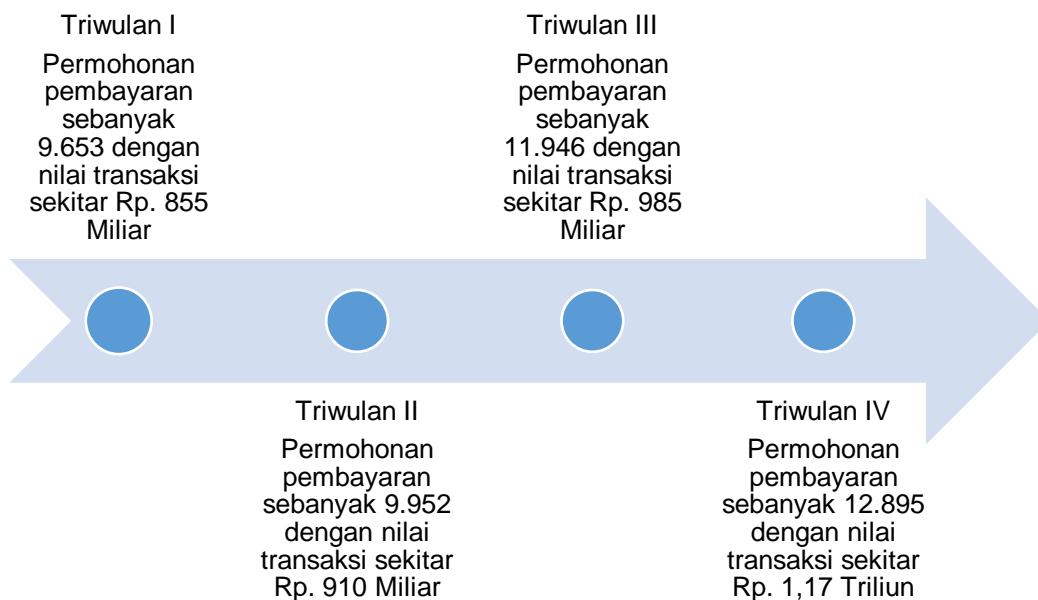 Triwulan I
Permohonan
pembayaran
sebanyak
9.653 dengan
nilai transaksi
sekitar Rp. 855
Miliar
Triwulan II
Permohonan
pembayaran
sebanyak 9.952
dengan nilai
transaksi sekitar
Rp. 910 Miliar
Triwulan III
Permohonan
pembayaran
sebanyak
11.946 dengan
nilai transaksi
sekitar Rp. 985
Miliar
Triwulan IV
Permohonan
pembayaran
sebanyak 12.895
dengan nilai
transaksi sekitar
Rp. 1,17 Triliun